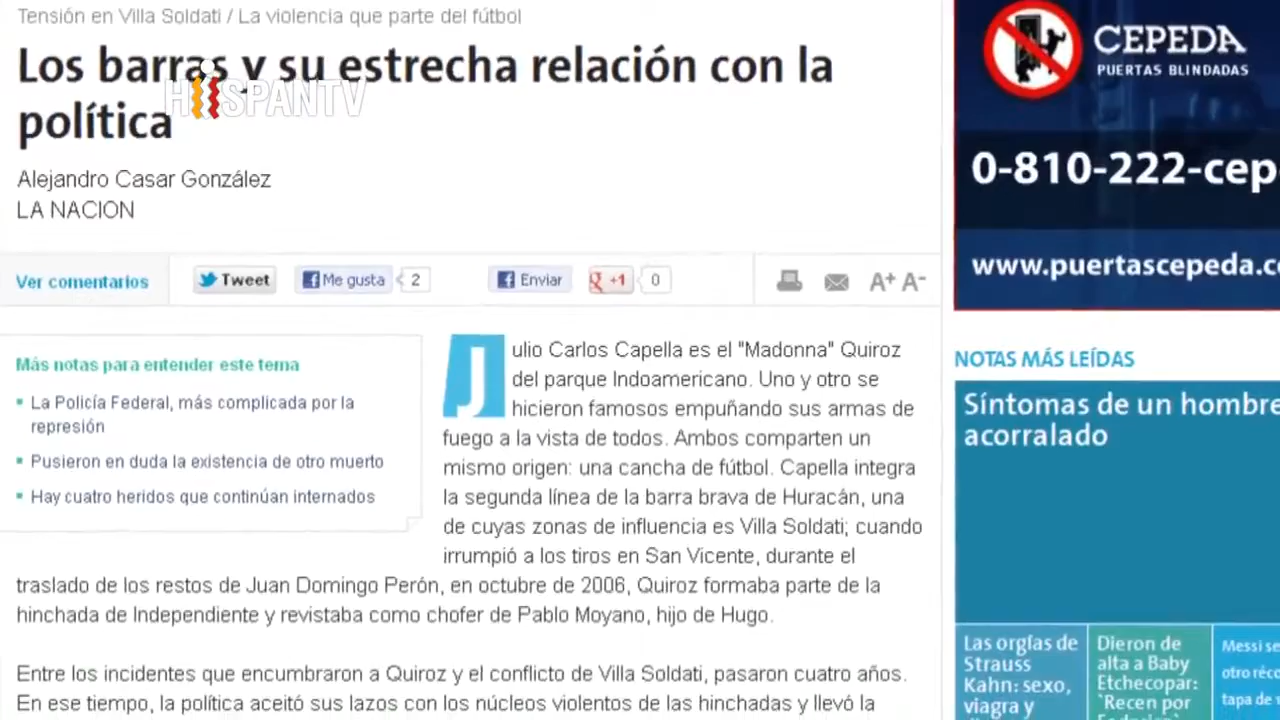 Tensión en Villa Soldati / La violencia que parte del fútbol
Los barras y su estrecha relación con la
política
HISPANTV
Alejandro Casar González
LA NACION
Ver comentarios
Tweet
Me gusta
2
Enviar
+1
0
A+ A-
Más notas para entender este tema
La Policía Federal, más complicada por la
represión
Pusieron en duda la existencia de otro muerto
Hay cuatro heridos que continúan internados
Julio Carlos Capella es el "Madonna" Quiroz
del parque Indoamericano. Uno y otro se
hicieron famosos empuñando sus armas de
fuego a la vista de todos. Ambos comparten un
mismo origen: una cancha de fútbol. Capella integra
la segunda línea de la barra brava de Huracán, una
de cuyas zonas de influencia es Villa Soldati; cuando
irrumpió a los tiros en San Vicente, durante el
traslado de los restos de Juan Domingo Perón, en octubre de 2006, Quiroz formaba parte de la
hinchada de Independiente y revistaba como chofer de Pablo Moyano, hijo de Hugo.
Entre los incidentes que encumbraron a Quiroz y el conflicto de Villa Soldati, pasaron cuatro años.
En ese tiempo, la política aceitó sus lazos con los núcleos violentos de las hinchadas y llevó la
CEPEDA
PUERTAS BLINDADAS
0-810-222-cep
www.puertascepeda.c
NOTAS MÁS LEÍDAS
Síntomas de un hombre
acorralado
Las orgías de
Strauss
Kahn: sexo,
viagra y
Dieron de
alta a Baby
Etchecopar:
"Recen por
Messi se
otro réco
tapa de